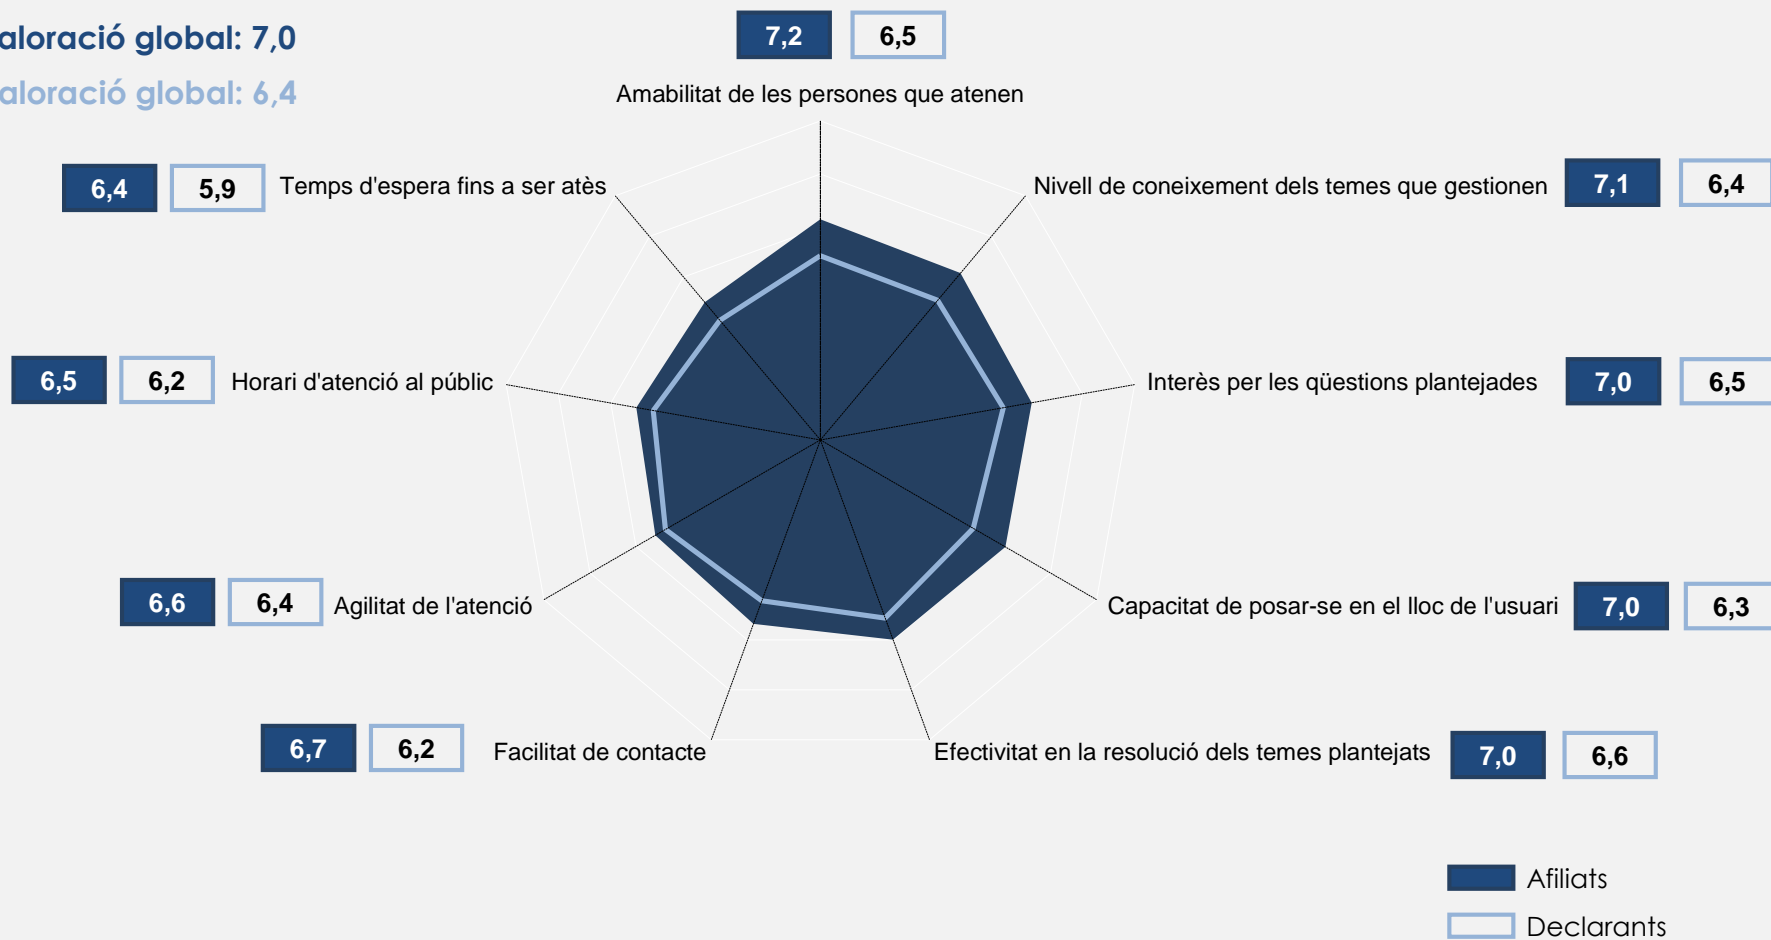 aloració global: 7,0
aloració global: 6,4
7,2 6,5
Amabilitat de les persones que atenen
6,4 5,9 Temps d'espera fins a ser atès
Nivell de coneixement dels temes que gestionen 7,1 6,4
6,5 6,2 Horari d'atenció al públic
Interès per les qüestions plantejades 7,0 6,5
6,6 6,4 Agilitat de l'atenció
Capacitat de posar-se en el lloc de l'usuari 7,0 6,3
6,7 6,2 Facilitat de contacte
Efectivitat en la resolució dels temes plantejats 7,0 6,6
Afiliats
Declarants